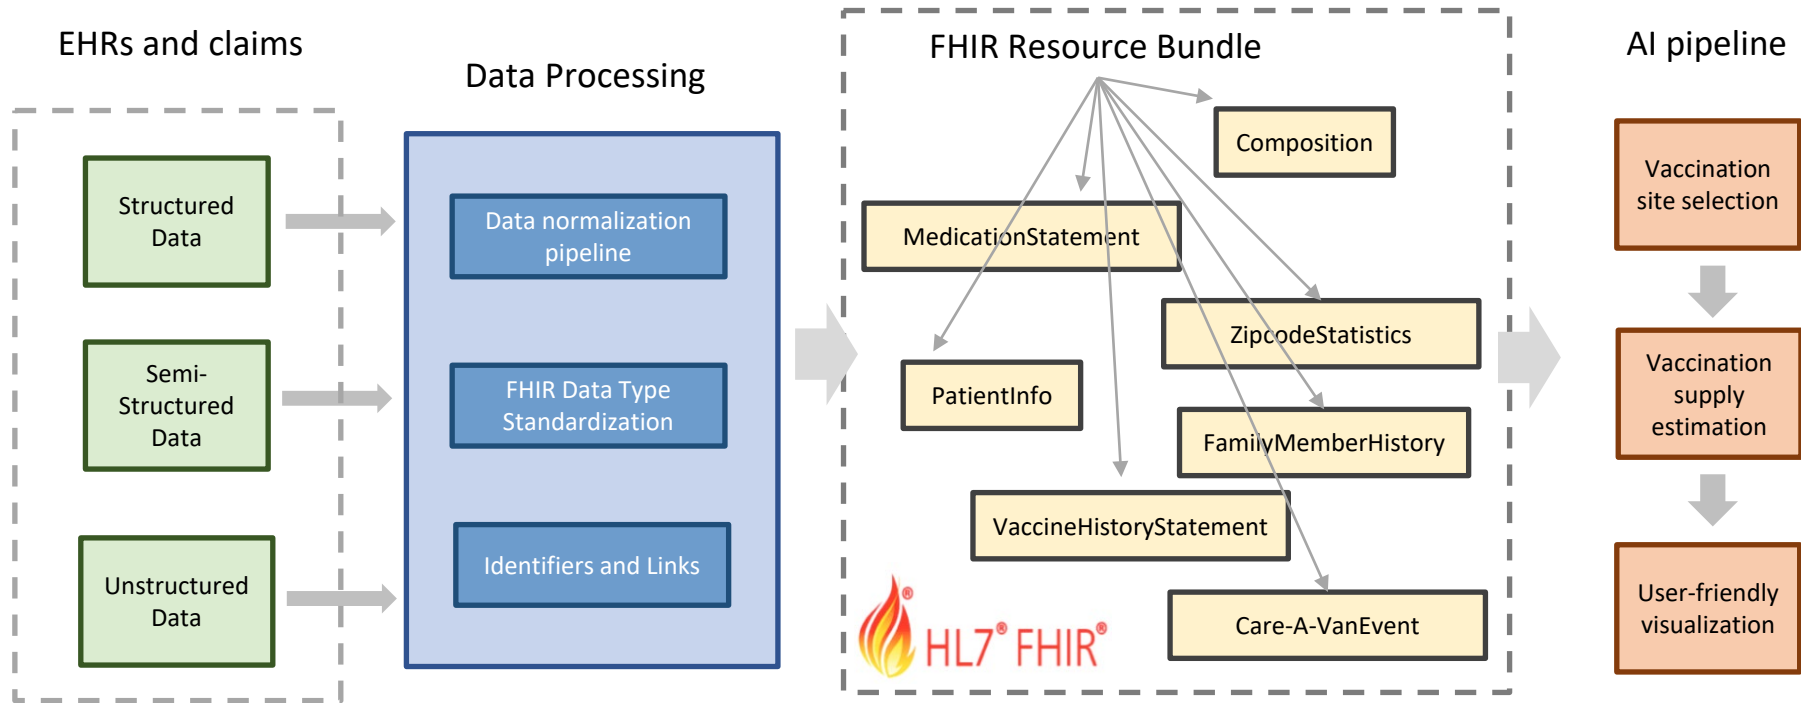 EHRs and claims
Structured
Data
Semi-
Structured
Data
Unstructured
Data
Data Processing
Data normalization
pipeline
FHIR Data Type
Standardization
Identifiers and Links
FHIR Resource Bundle
Composition
MedicationStatement
ZipcodeStatistics
PatientInfo
FamilyMemberHistory
VaccineHistoryStatement
Care-A-VanEvent
HL7® FHIR®
AI pipeline
Vaccination
site selection
Vaccination
supply
estimation
User-friendly
visualization